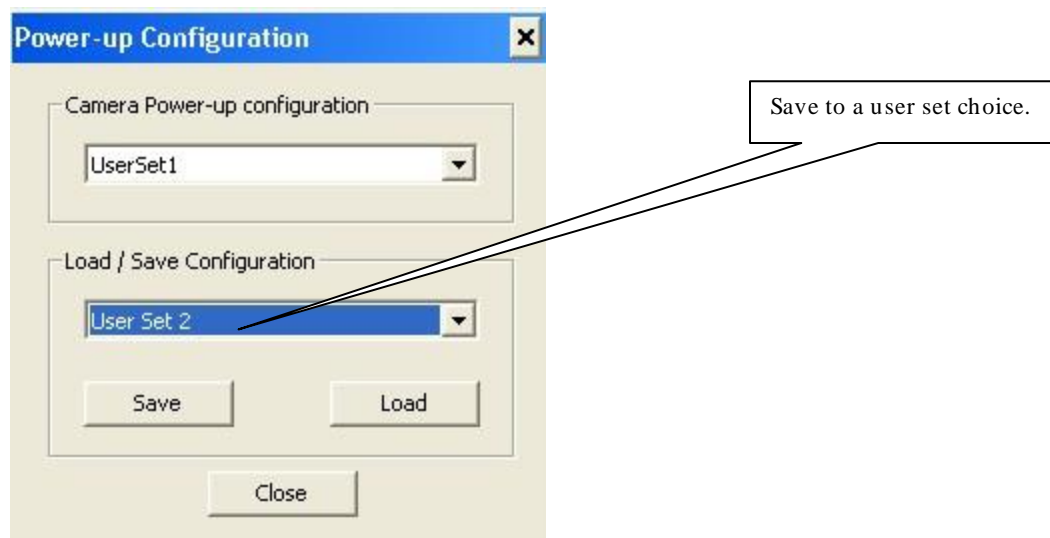 Power-up Configuration
Save to a user set choice.
Camera Power-up configuration
UserSet1
Load / Save Configuration
User Set 2
Save Load
Close